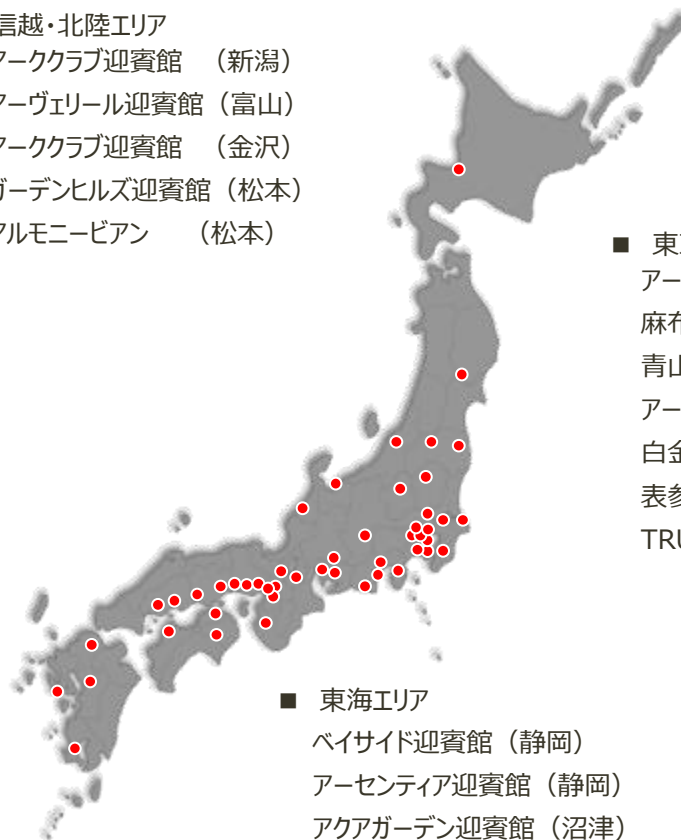 信越・北陸エリア
アーククラブ迎賓館 （新潟）
アーヴェリール迎賓館（富山）
アーククラブ迎賓館 （金沢）
ガーデンヒルズ迎賓館（松本）
アルモニービアン （松本）
■ 東
アー
麻布
青山
アー
白金
表参
TRU
■ 東海エリア
ベイサイド迎賓館（静岡）
アーセンティア迎賓館（静岡）
アクアガーデン迎賓館（沼津）